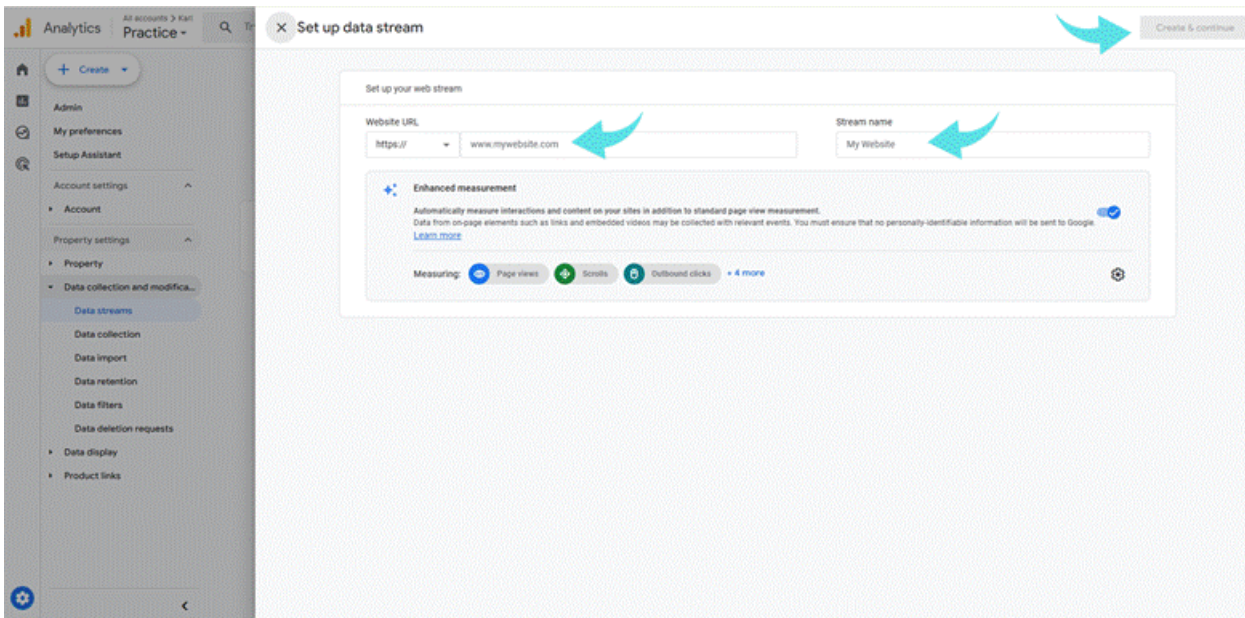 Analytics
All accounts > Karl
Practice
Set up data stream
Create & continue
Create
Admin
My preferences
Setup Assistant
Account settings
Account
Property settings
Property
Data collection and modifica...
Data streams
Data collection
Data import
Data retention
Data filters
Data deletion requests
Data display
Product links
Set up your web stream
Website URL
Stream name
https://
www.mywebsite.com
My Website
Enhanced measurement
Automatically measure interactions and content on your sites in addition to standard page view measurement.
Data from on-page elements such as links and embedded videos may be collected with relevant events. You must ensure that no personally-identifiable information will be sent to Google.
Learn more
Measuring: Page views Scrolls Outbound clicks + 4 more